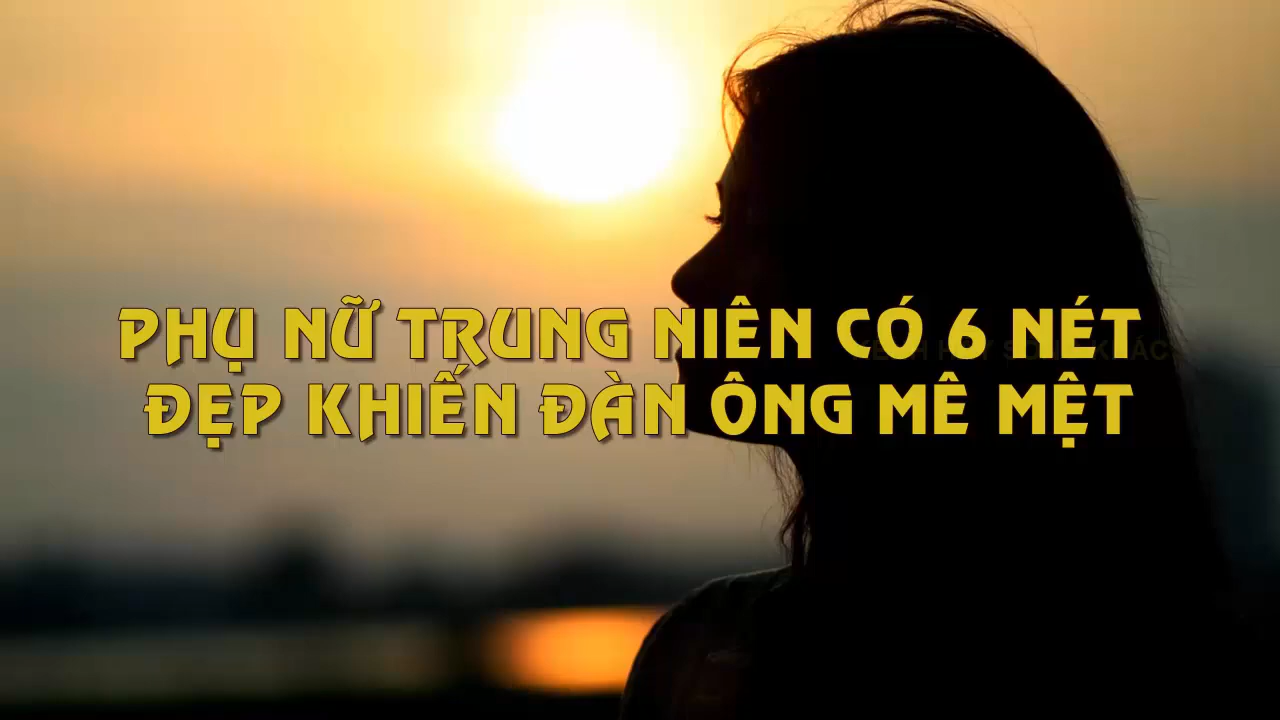 PHỤ NỮ TRUNG NIÊN CÓ 6 NÉT
ĐẸP KHIẾN ĐÀN ÔNG MÊ MỆT